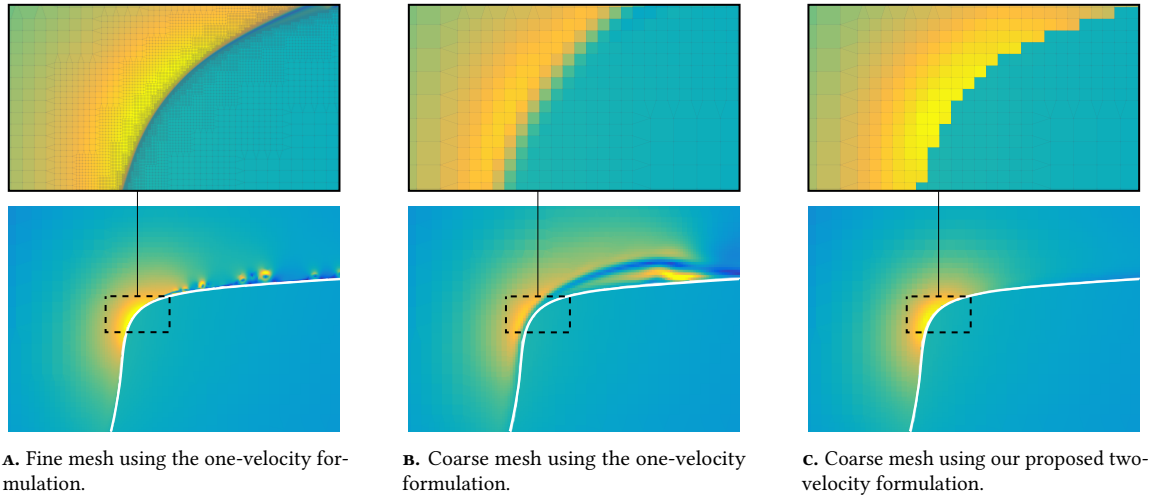 A. Fine mesh using the one-velocity for-
mulation.
B. Coarse mesh using the one-velocity
formulation.
C. Coarse mesh using our proposed two-
velocity formulation.